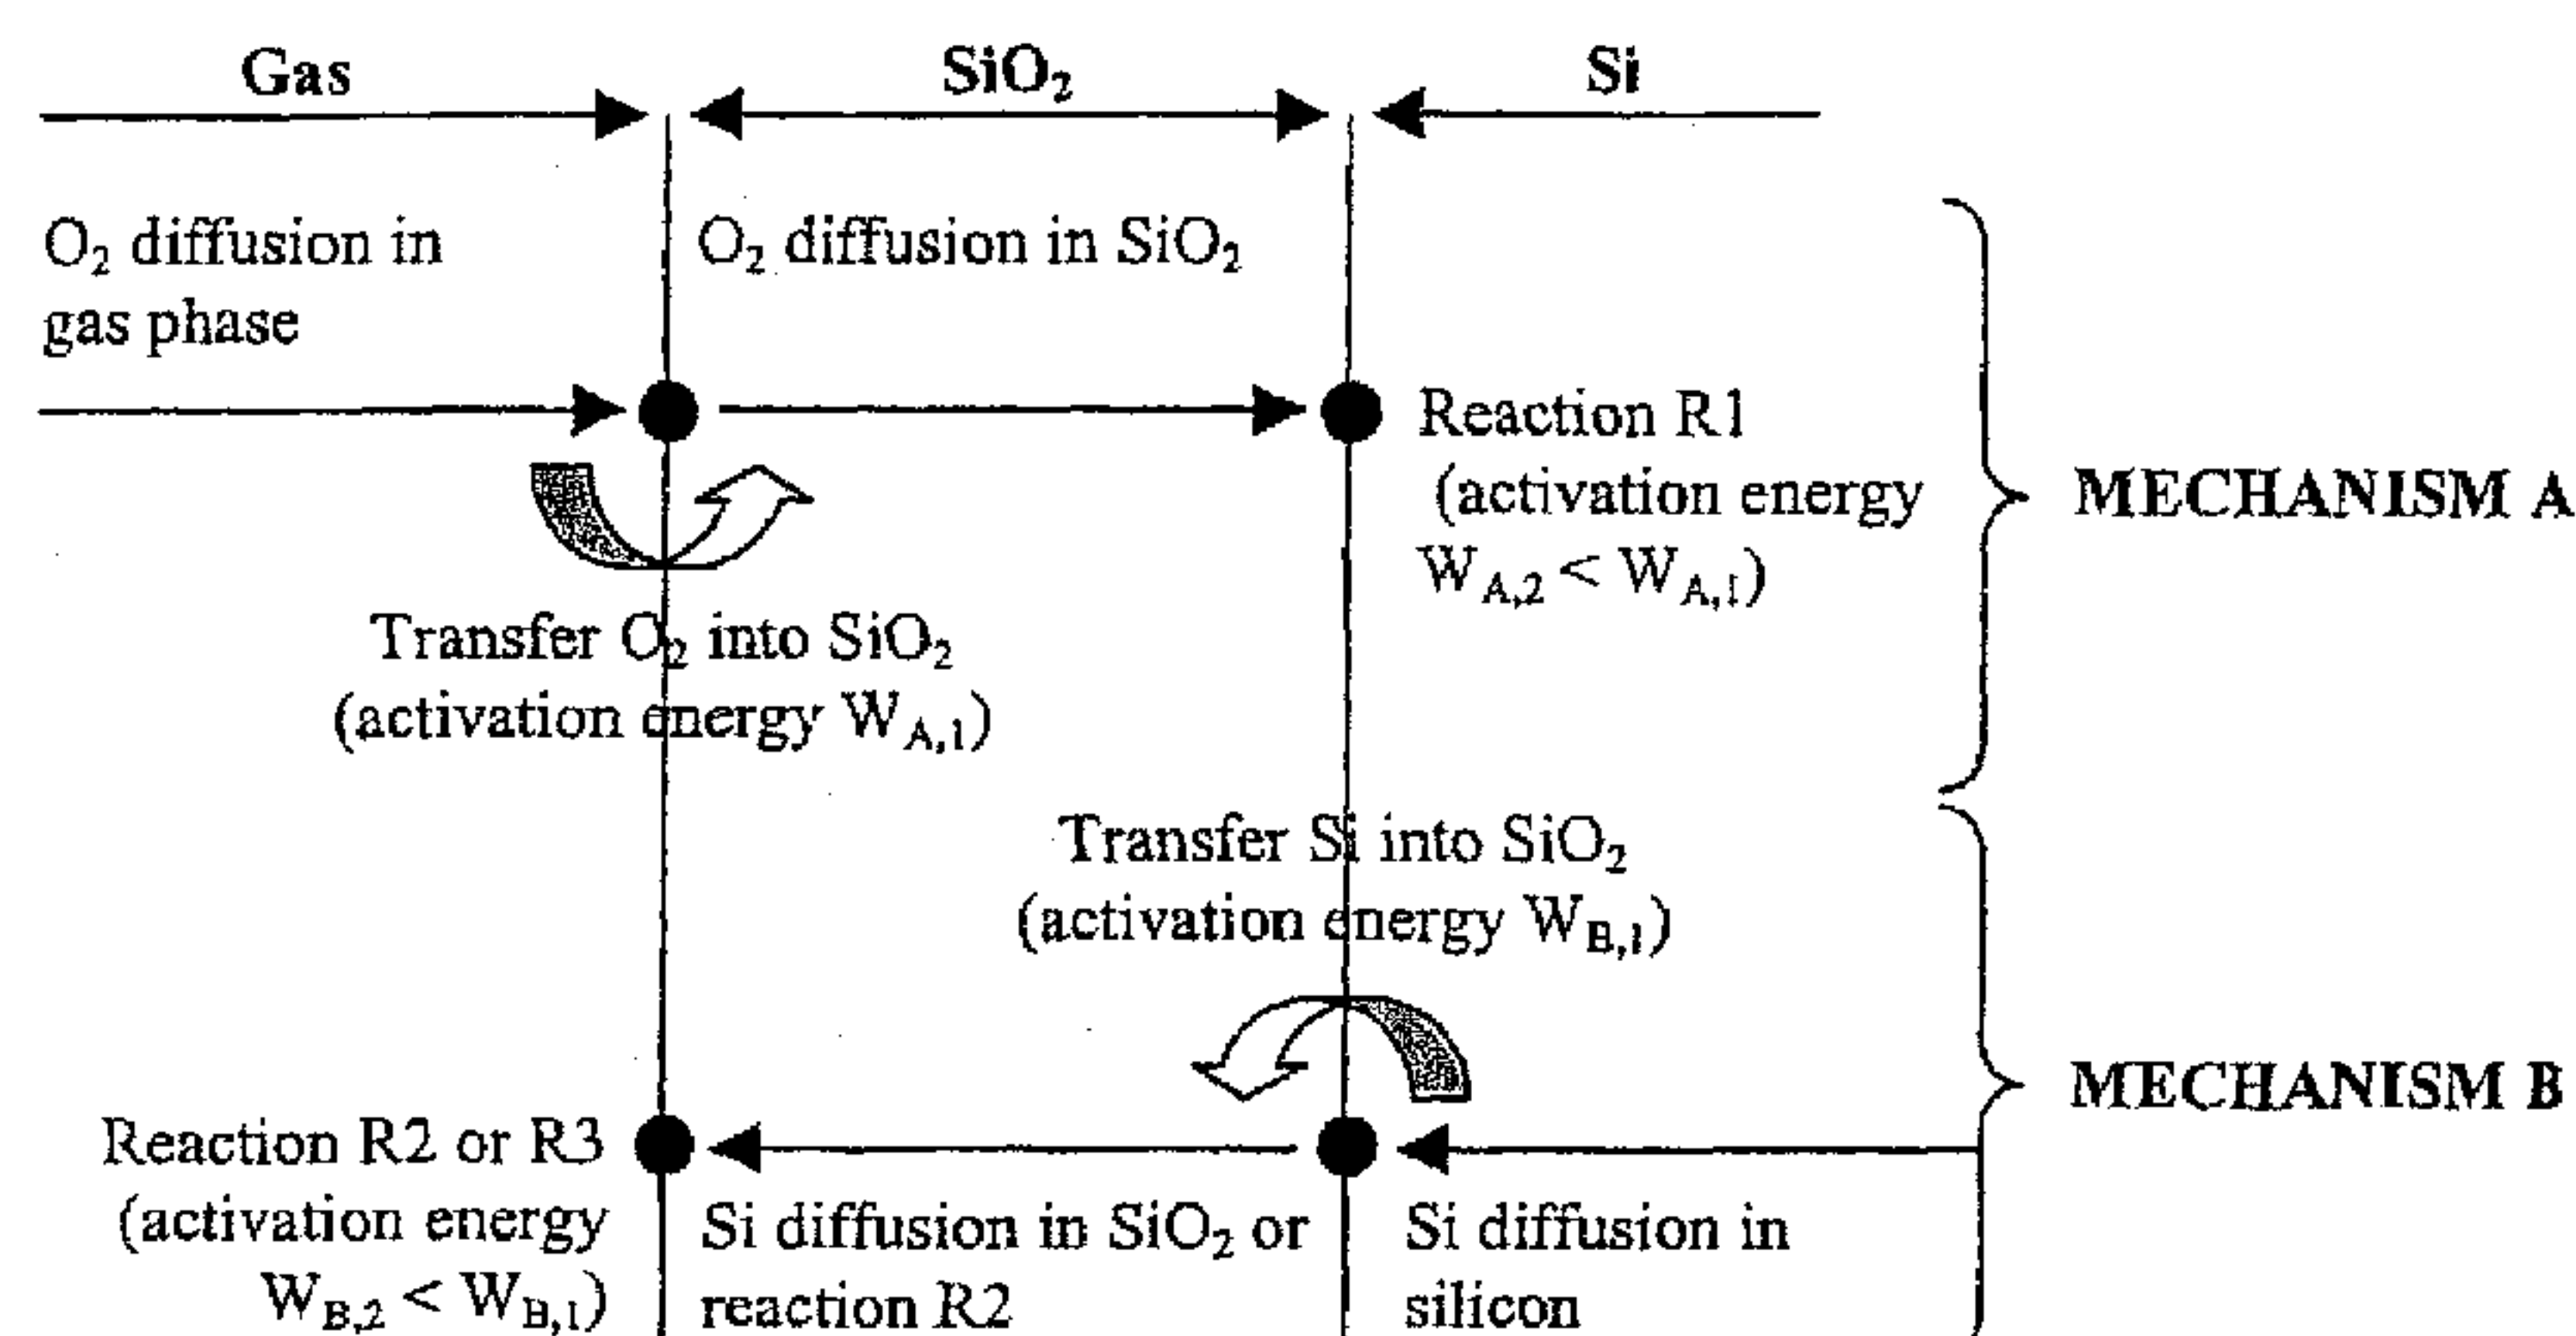 Gas
SiO₂
Si
O₂ diffusion in
gas phase
O₂ diffusion in SiO₂
Reaction R1
(activation energy
W_A,2 < W_A,1)
MECHANISM A
Transfer O₂ into SiO₂
(activation energy W_A,1)
Transfer Si into SiO₂
(activation energy W_B,1)
MECHANISM B
Reaction R2 or R3
(activation energy
W_B,2 < W_B,1)
Si diffusion in SiO₂ or
reaction R2
Si diffusion in
silicon